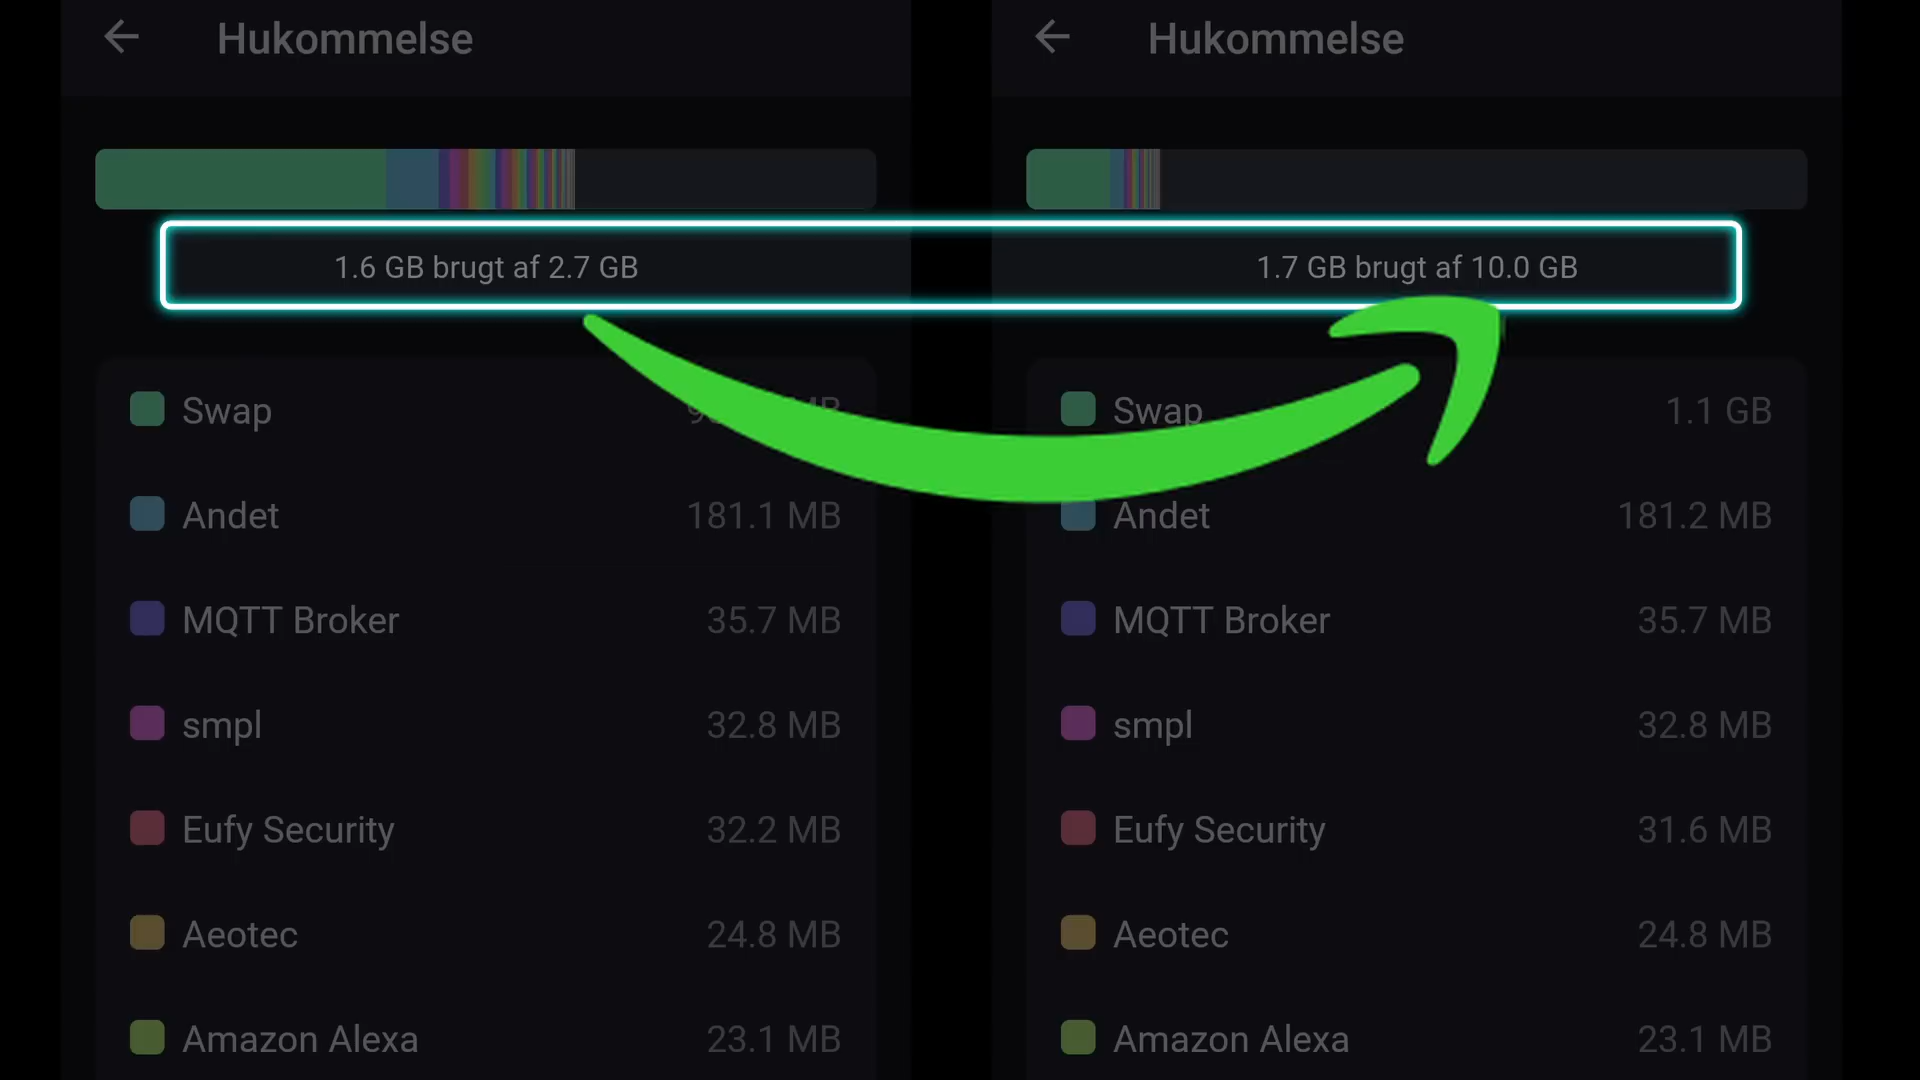 Hukommelse
1.6 GB brugt af 2.7 GB
Swap
Andet 181.1 MB
MQTT Broker 35.7 MB
smpl 32.8 MB
Eufy Security 32.2 MB
Aeotec 24.8 MB
Amazon Alexa 23.1 MB
Hukommelse
1.7 GB brugt af 10.0 GB
Swap 1.1 GB
Andet 181.2 MB
MQTT Broker 35.7 MB
smpl 32.8 MB
Eufy Security 31.6 MB
Aeotec 24.8 MB
Amazon Alexa 23.1 MB